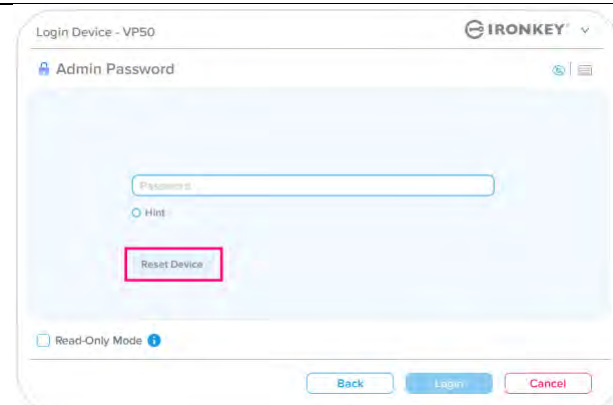 Login Device - VP50
IRONKEY
Admin Password
Password
Hint
Reset Device
Read-Only Mode
Back
Login
Cancel